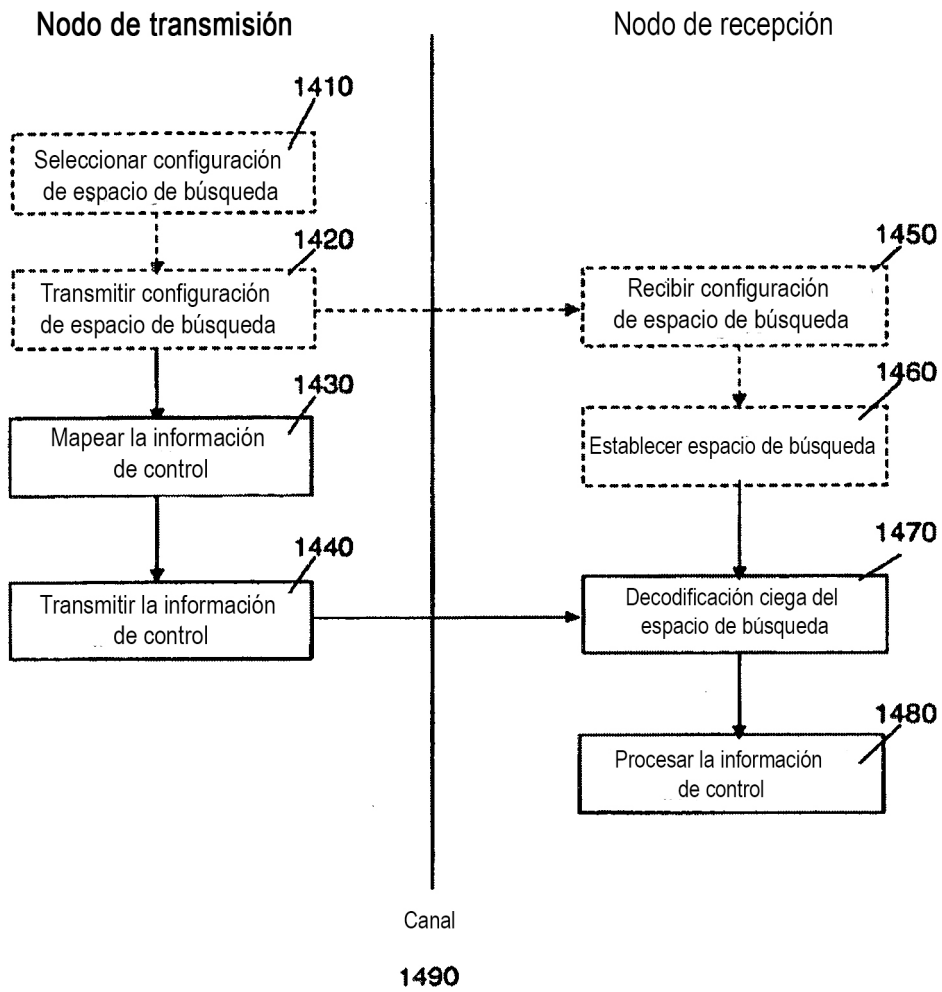 Nodo de transmisión
Nodo de recepción
1410
Seleccionar configuración
de espacio de búsqueda
1420
Transmitir configuración
de espacio de búsqueda
1450
Recibir configuración
de espacio de búsqueda
1430
Mapear la información
de control
1460
Establecer espacio de búsqueda
1440
Transmitir la información
de control
1470
Decodificación ciega del
espacio de búsqueda
1480
Procesar la información
de control
Canal
1490